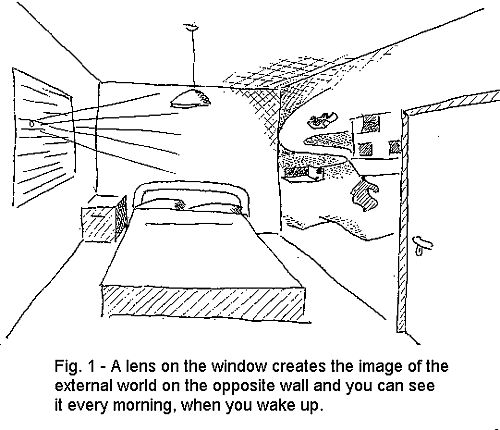 Fig. 1 - A lens on the window creates the image of the
external world on the opposite wall and you can see
it every morning, when you wake up.